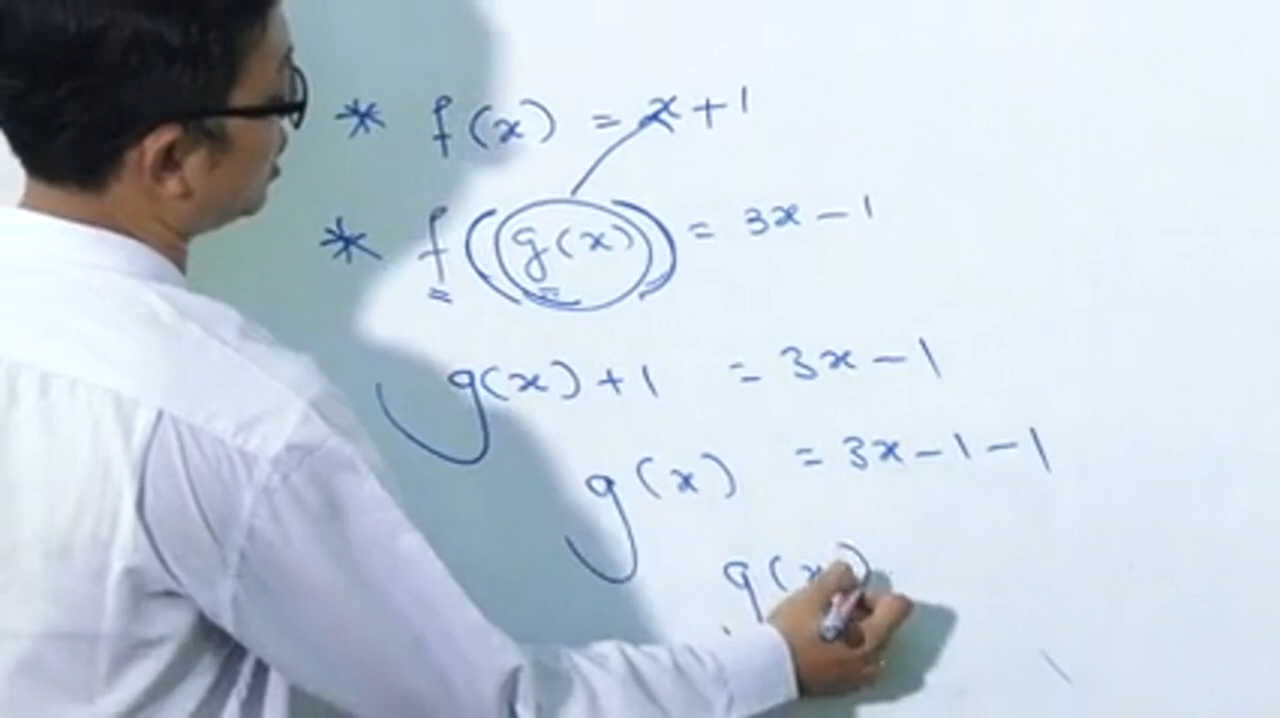 * f(x) = x+1
* f(g(x)) = 3x-1
g(x)+1 = 3x-1
g(x) = 3x-1-1
g(x)